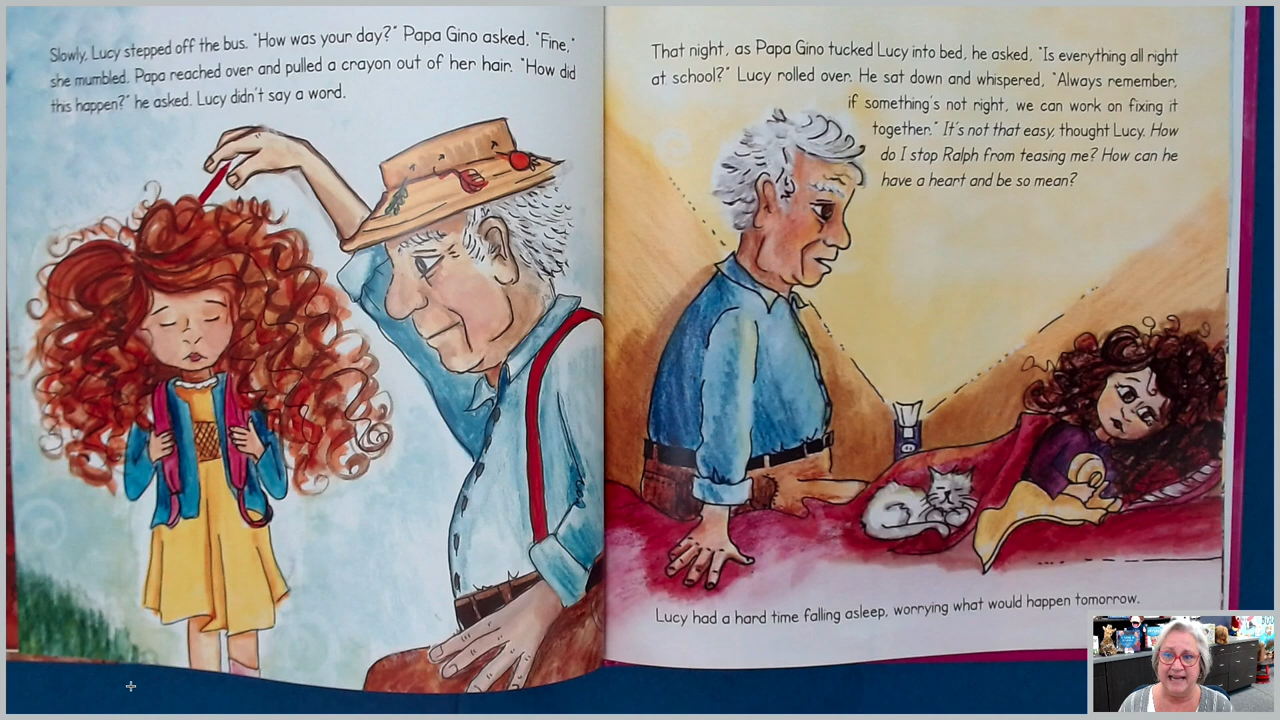 Slowly, Lucy stepped off the bus. "How was your day?" Papa Gino asked. "Fine,"
she mumbled. Papa reached over and pulled a crayon out of her hair. "How did
this happen?" he asked. Lucy didn't say a word.
That night, as Papa Gino tucked Lucy into bed, he asked, "Is everything all right
at school?" Lucy rolled over. He sat down and whispered, "Always remember,
if something's not right, we can work on fixing it
together." It's not that easy, thought Lucy. How
do I stop Ralph from teasing me? How can he
have a heart and be so mean?
Lucy had a hard time falling asleep, worrying what would happen tomorrow.